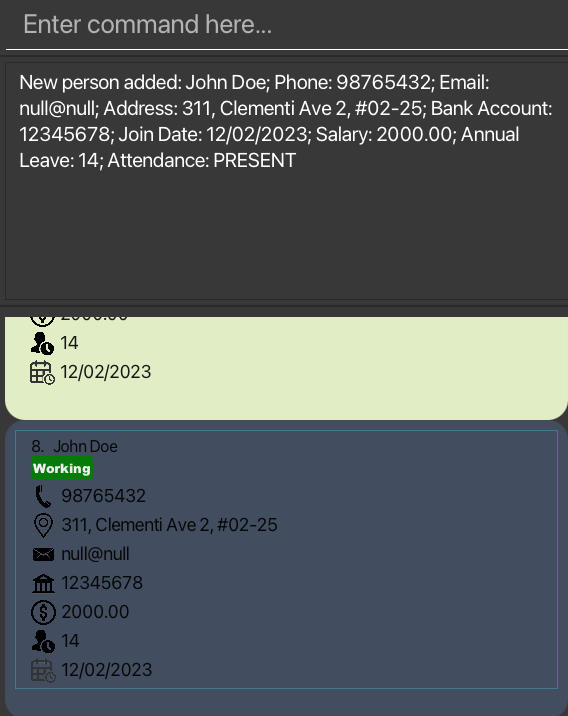 Enter command here...
New person added: John Doe; Phone: 98765432; Email:
null@null; Address: 311, Clementi Ave 2, #02-25; Bank Account:
12345678; Join Date: 12/02/2023; Salary: 2000.00; Annual
Leave: 14; Attendance: PRESENT
2000.00
14
12/02/2023
8. John Doe
Working
98765432
311, Clementi Ave 2, #02-25
null@null
12345678
2000.00
14
12/02/2023